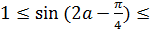 1 ≤ sin (2a − π/4) ≤